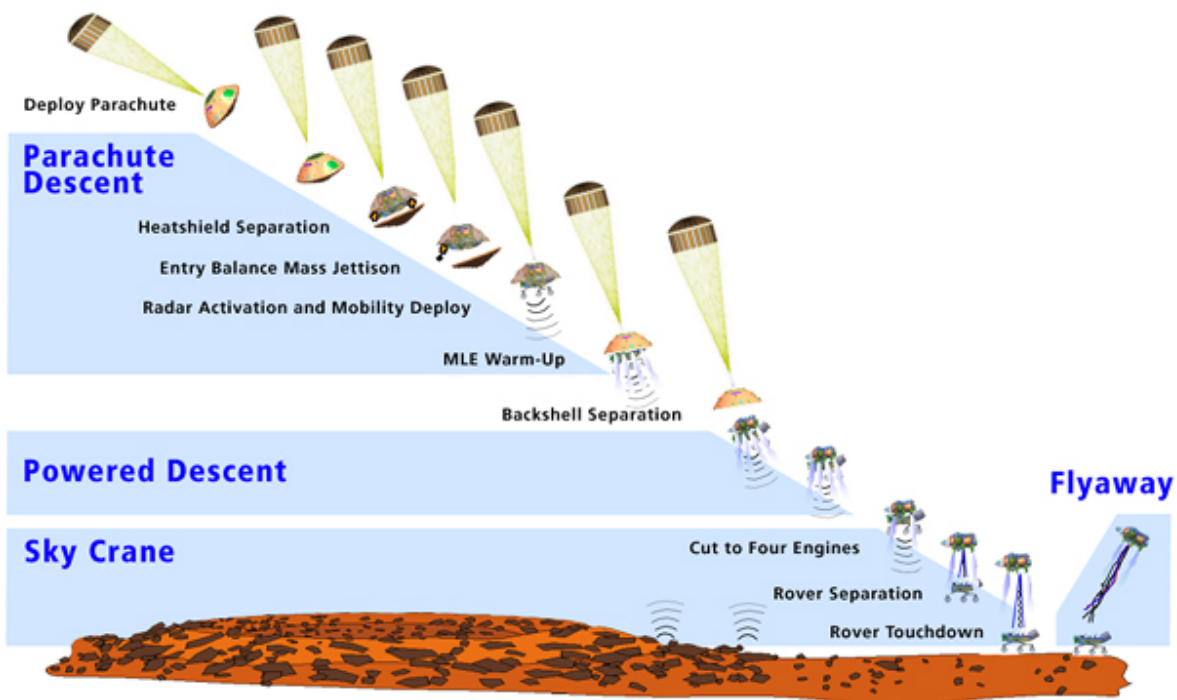 Deploy Parachute
Parachute
Descent
Heatshield Separation
Entry Balance Mass Jettison
Radar Activation and Mobility Deploy
MLE Warm-Up
Backshell Separation
Powered Descent
Flyaway
Sky Crane
Cut to Four Engines
Rover Separation
Rover Touchdown